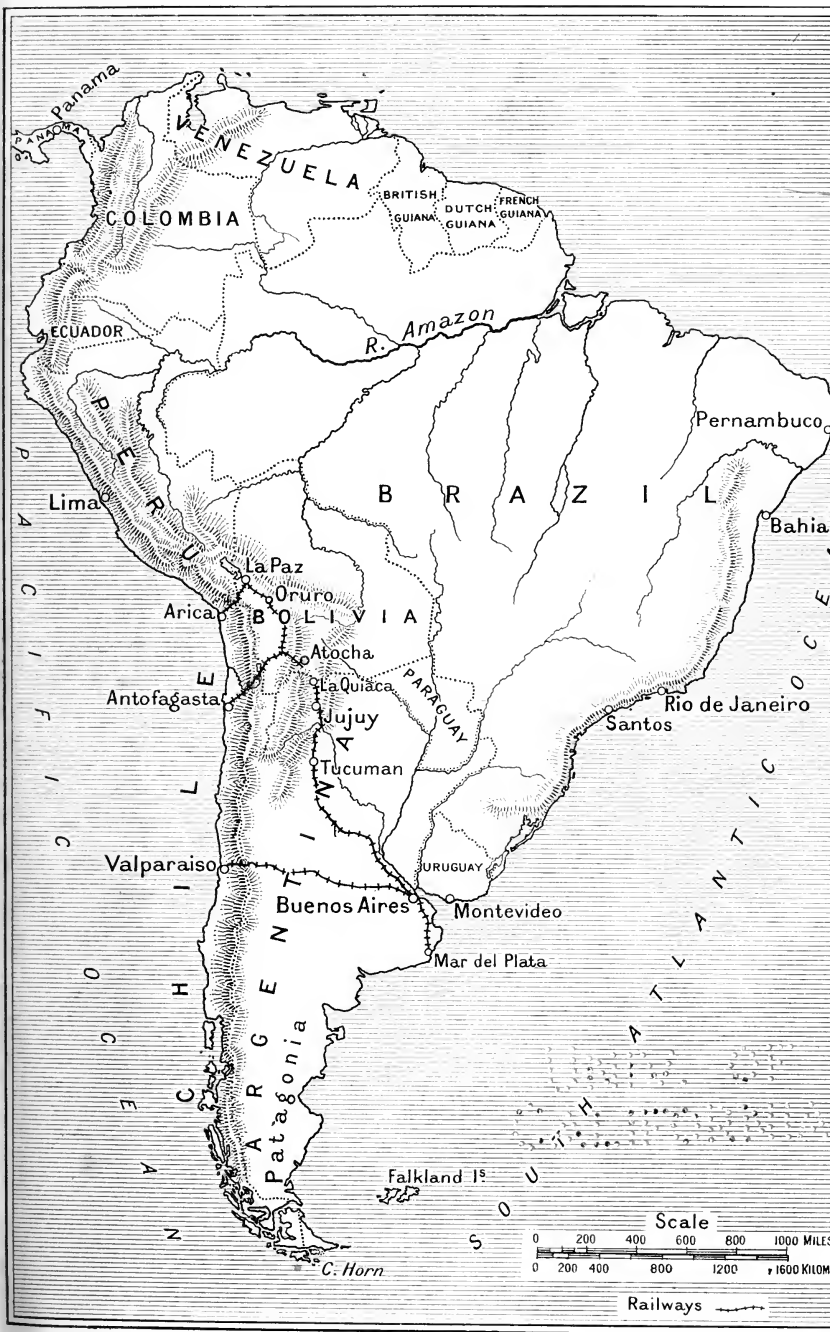 Panama
PANAMA
VENEZUELA
COLOMBIA
BRITISH
GUIANA
DUTCH
GUIANA
FRENCH
GUIANA
ECUADOR
R. Amazon
PERU
Pernambuco
BRAZIL
Lima
Bahia
La Paz
Oruro
Arica
BOLIVIA
Atocha
La Quiaca
PARAGUAY
Antofagasta
Jujuy
Rio de Janeiro
Santos
Tucuman
CHILE
ARGENTINA
Valparaiso
URUGUAY
Buenos Aires
Montevideo
Mar del Plata
Patagonia
PACIFIC OCEAN
SOUTH ATLANTIC OCE
Falkland Is.
C. Horn
Scale
0 200 400 600 800 1000 MILES
0 200 400 800 1200 1600 KILOM
Railways